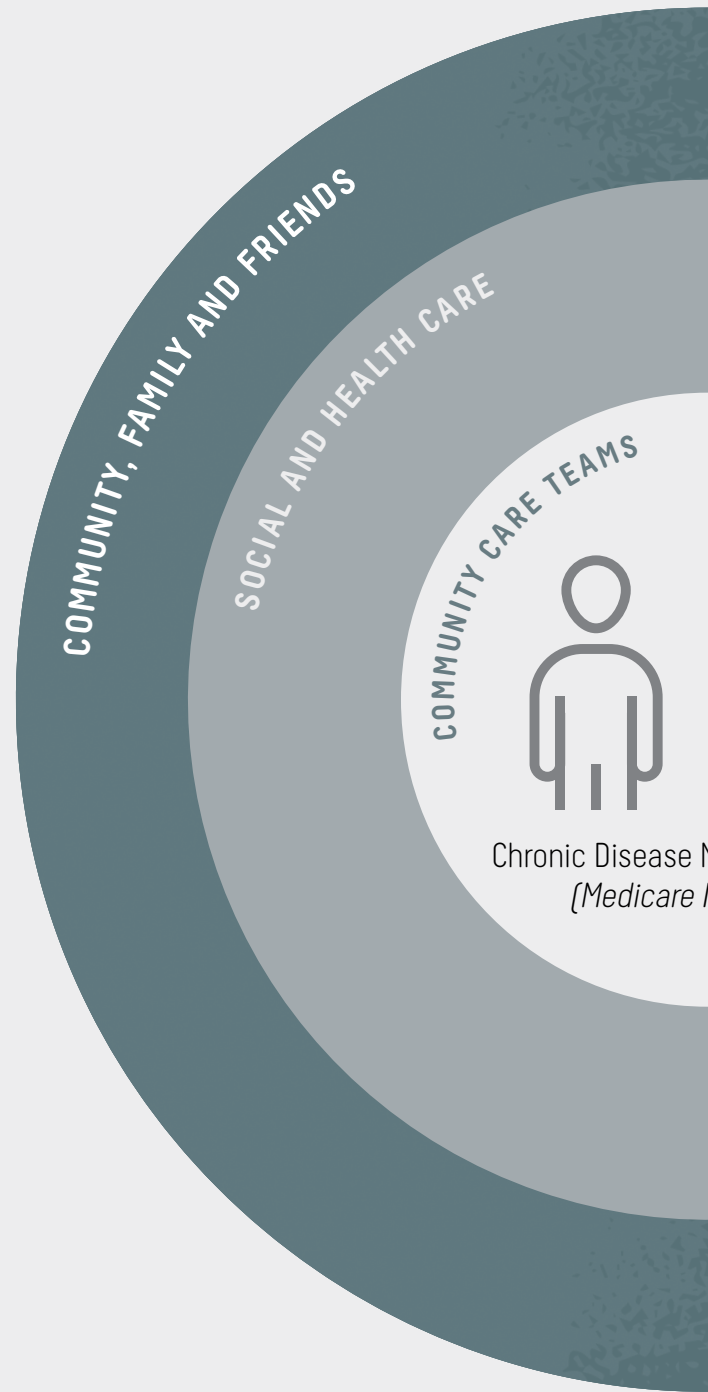 COMMUNITY, FAMILY AND FRIENDS
SOCIAL AND HEALTH CARE
COMMUNITY CARE TEAMS
Chronic Disease
(Medicare